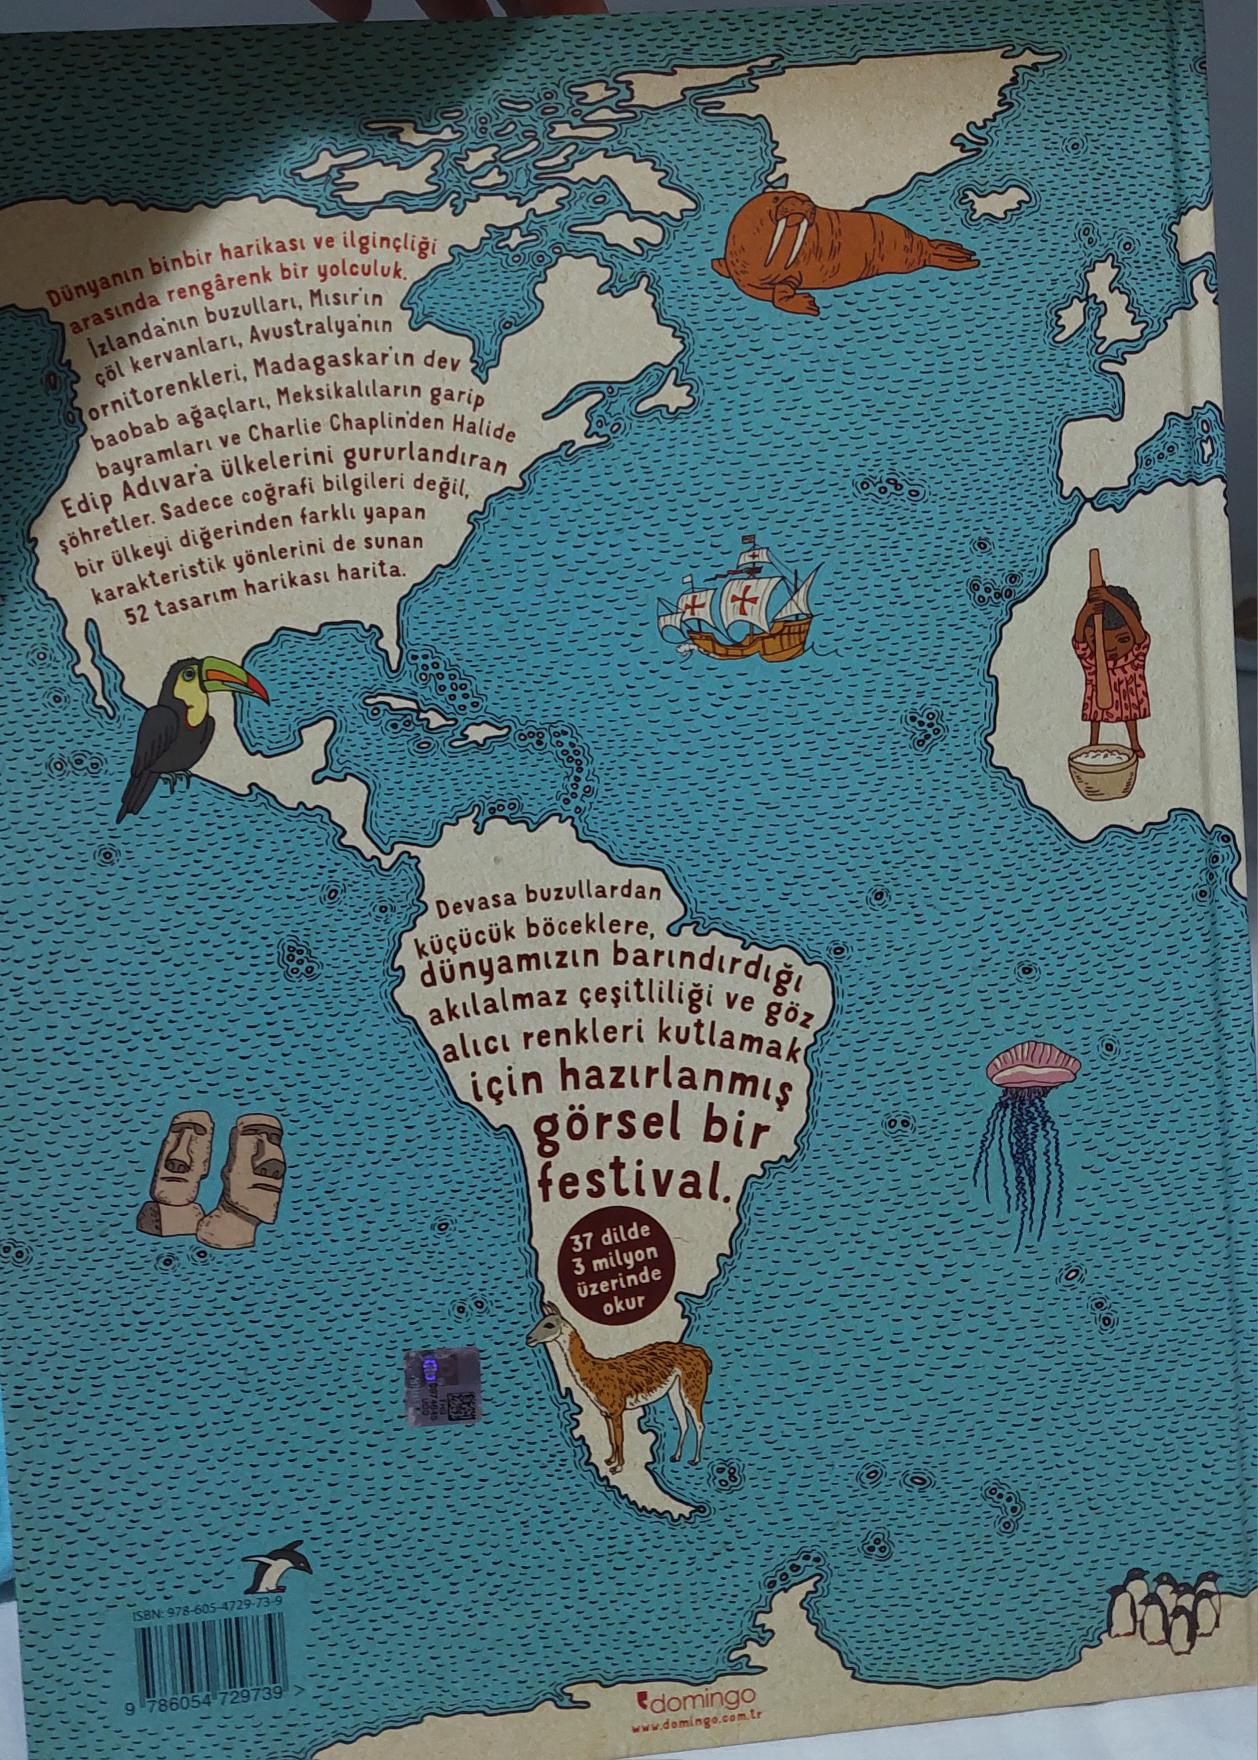 Dünyanın binbir harikası ve ilginçliği
arasında rengârenk bir yolculuk.
İzlanda'nın buzulları, Mısır'ın
çöl kervanları, Avustralya'nın
ornitorenkleri, Madagaskar'ın dev
baobab ağaçları, Meksikalıların garip
bayramları ve Charlie Chaplin'den Halide
Edip Adıvar'a ülkelerini gururlandıran
şöhretler. Sadece coğrafi bilgileri değil,
bir ülkeyi diğerinden farklı yapan
karakteristik yönlerini de sunan
52 tasarım harikası harita.
Devasa buzullardan
küçücük böceklere,
dünyamızın barındırdığı
akılalmaz çeşitliliği ve göz
alıcı renkleri kutlamak
için hazırlanmış
görsel bir
festival.
37 dilde
3 milyon
üzerinde
okur
ISBN: 978-605-4729-73-9
9 786054 729739 >
domingo
www.domingo.com.tr